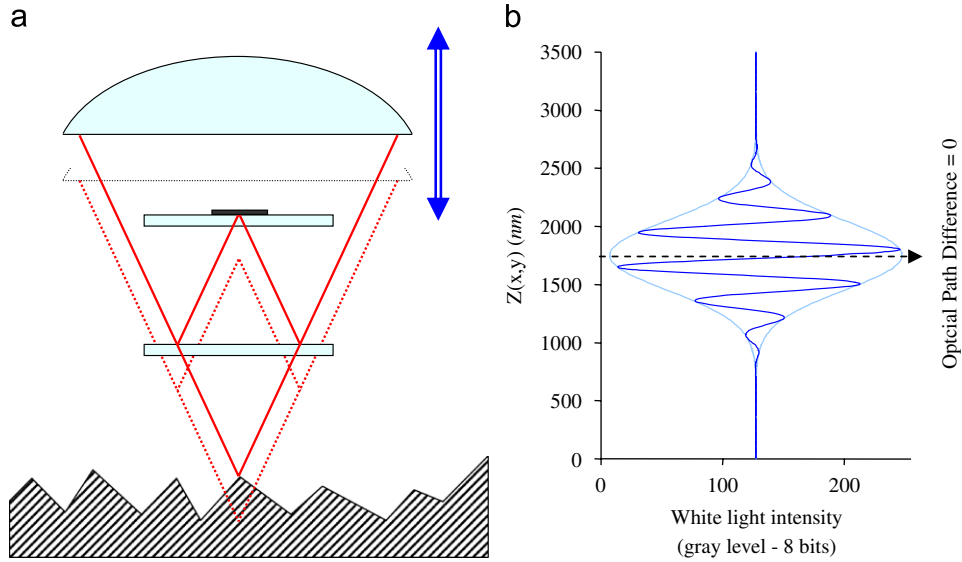 a
b
3500
3000
2500
2000
1500
1000
500
0
Z(x,y) (nm)
0
100
200
White light intensity
(gray level - 8 bits)
Optcial Path Difference = 0